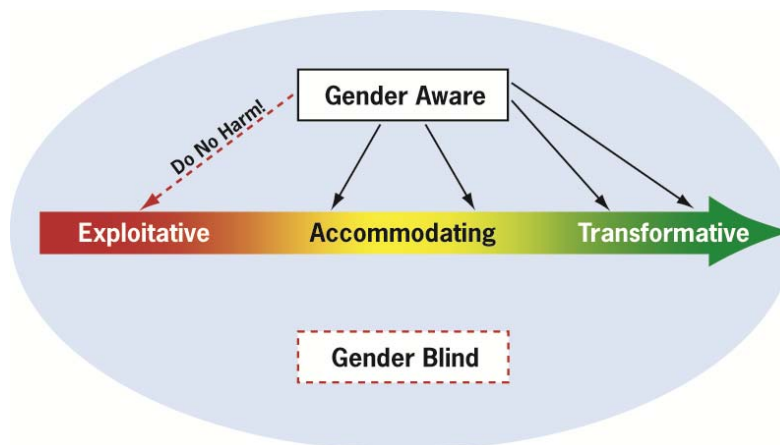 Gender Aware
Do No Harm!
Exploitative
Accommodating
Transformative
Gender Blind